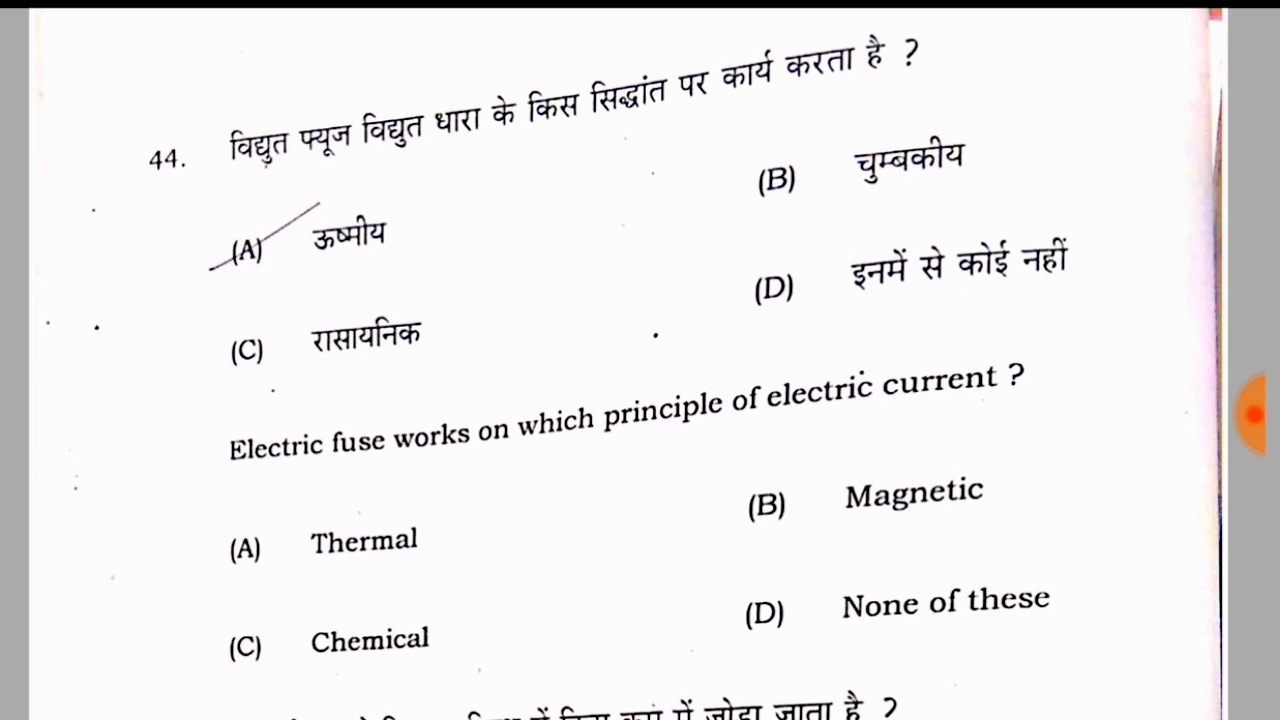 44. विद्युत फ्यूज विद्युत धारा के किस सिद्धांत पर कार्य करता है ?
(A) ऊष्मीय (B) चुम्बकीय
(C) रासायनिक (D) इनमें से कोई नहीं
Electric fuse works on which principle of electric current ?
(A) Thermal (B) Magnetic
(C) Chemical (D) None of these
में जोड़ा जाता है ?